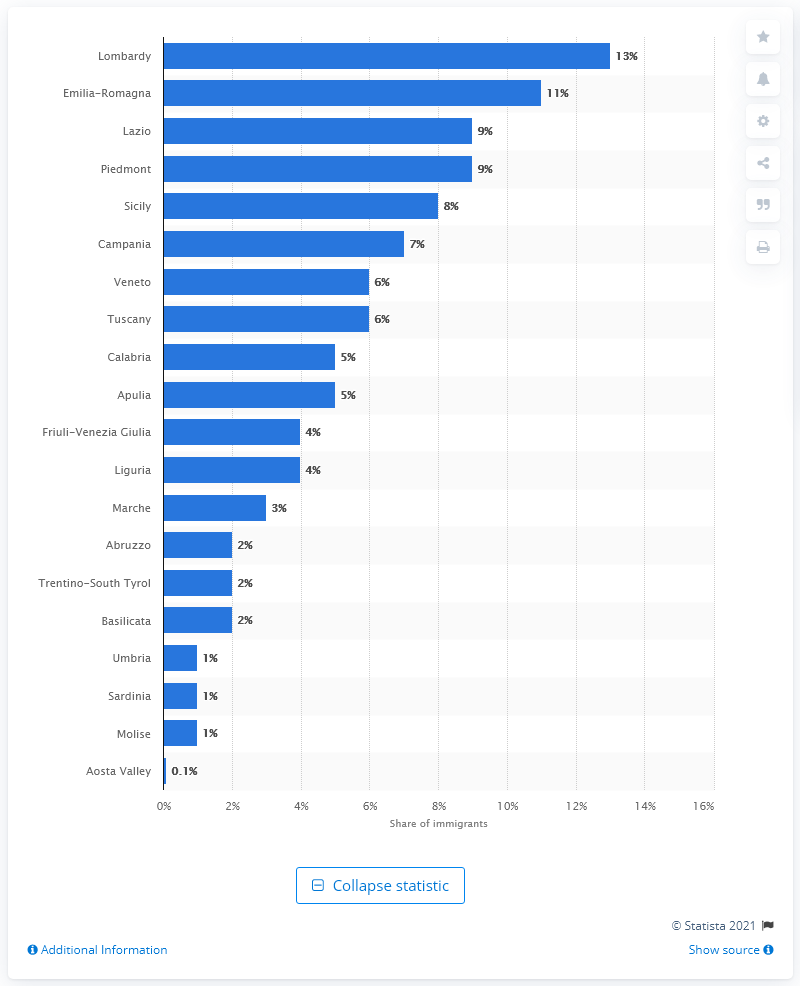 Lombardy 13%
Emilia-Romagna 11%
Lazio 9%
Piedmont 9%
Sicily 8%
Campania 7%
Veneto 6%
Tuscany 6%
Calabria 5%
Apulia 5%
Friuli-Venezia Giulia 4%
Liguria 4%
Marche 3%
Abruzzo 2%
Trentino-South Tyrol 2%
Basilicata 2%
Umbria 1%
Sardinia 1%
Molise 1%
Aosta Valley 0.1%
0% 2% 4% 6% 8% 10% 12% 14% 16%
Share of immigrants
Collapse statistic
© Statista 2021
Additional Information Show source